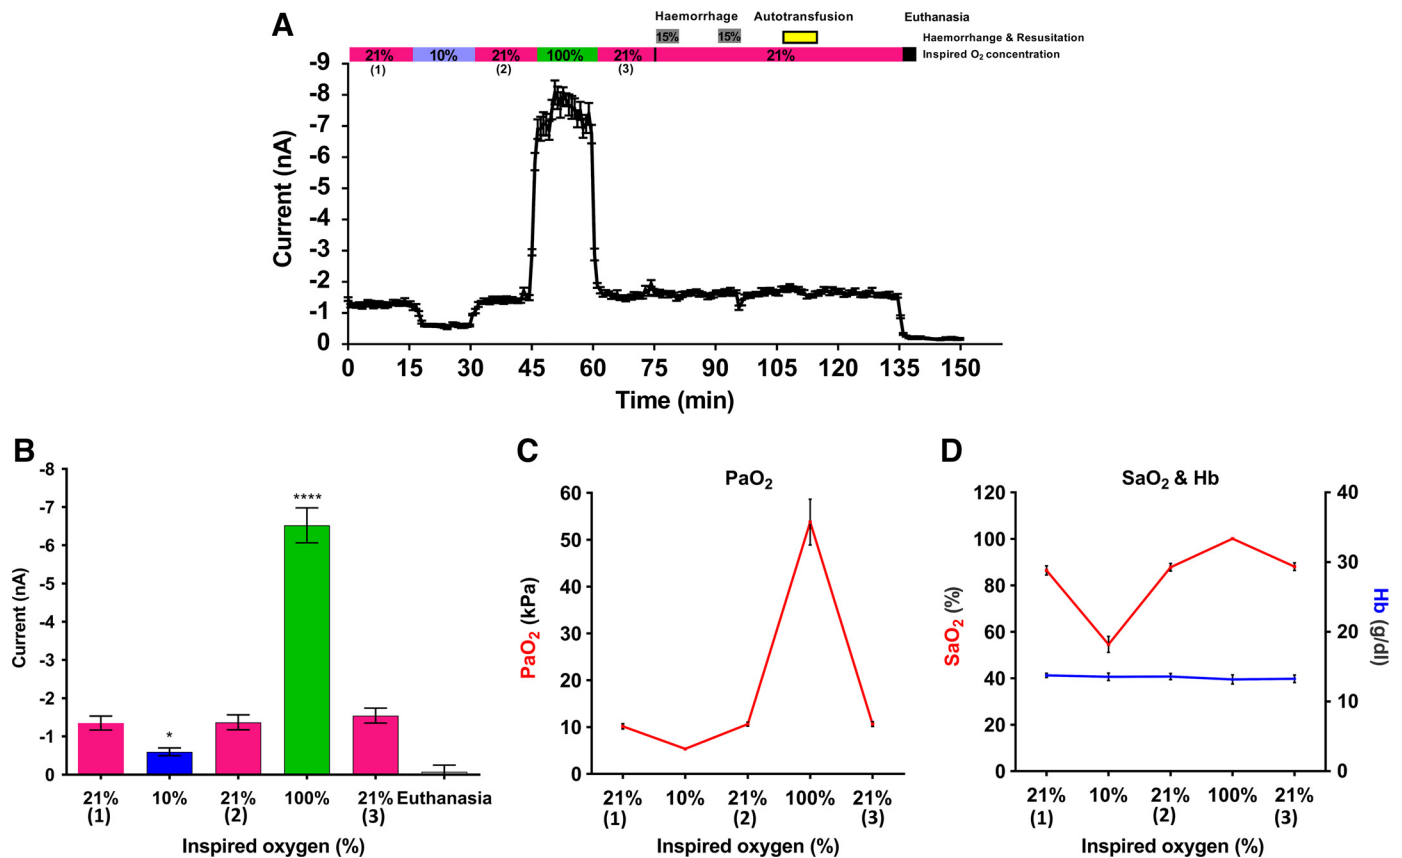 A
Haemorrhage Autotransfusion Euthanasia
15% 15% Haemorrhange & Resusitation
21% 10% 21% 100% 21% 21% Inspired O2 concentration
(1) (2) (3)
-9
-8
-7
-6
-5
-4
-3
-2
-1
0
Current (nA)
0 15 30 45 60 75 90 105 120 135 150
Time (min)
B
-8
-7
-6
-5
-4
-3
-2
-1
0
Current (nA)
*
****
21% 10% 21% 100% 21% Euthanasia
(1) (2) (3)
Inspired oxygen (%)
C
PaO2
60
50
40
30
20
10
0
PaO2 (kPa)
21% 10% 21% 100% 21%
(1) (2) (3)
Inspired oxygen (%)
D
SaO2 & Hb
120
100
80
60
40
20
0
SaO2 (%)
40
30
20
10
0
Hb (g/dl)
21% 10% 21% 100% 21%
(1) (2) (3)
Inspired oxygen (%)